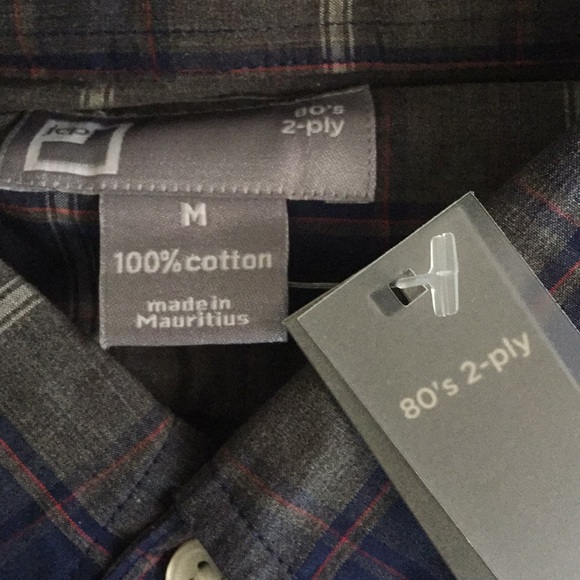 80's
2-ply
M
100% cotton
made in
Mauritius
80's 2-ply